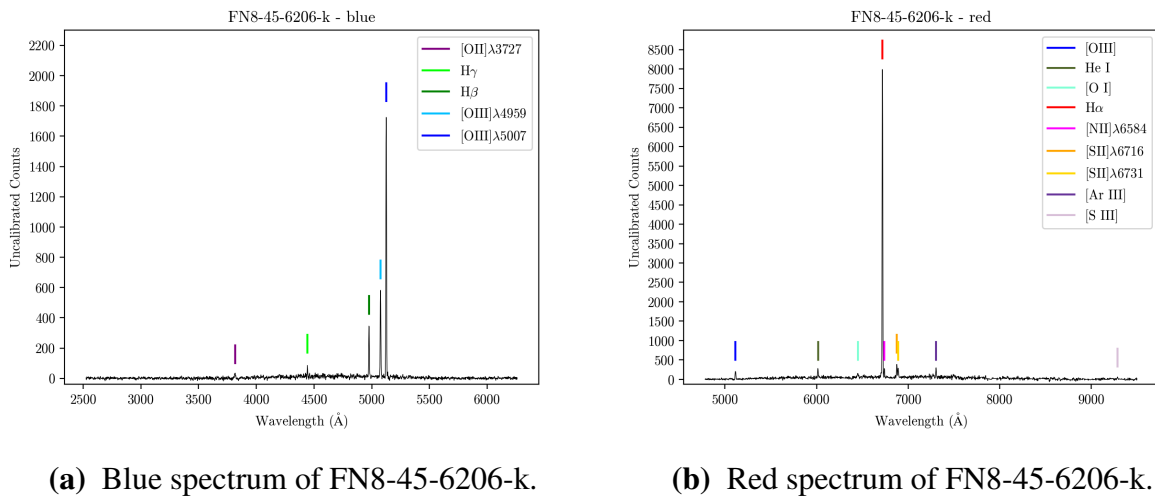 FN8-45-6206-k - blue
2200
2000
1800
1600
1400
1200
1000
800
600
400
200
0
Uncalibrated Counts
2500 3000 3500 4000 4500 5000 5500 6000
Wavelength (Å)
[OII]λ3727
Hγ
Hβ
[OIII]λ4959
[OIII]λ5007
(a) Blue spectrum of FN8-45-6206-k.
FN8-45-6206-k - red
8500
8000
7500
7000
6500
6000
5500
5000
4500
4000
3500
3000
2500
2000
1500
1000
500
0
Uncalibrated Counts
5000 6000 7000 8000 9000
Wavelength (Å)
[OIII]
He I
[O I]
Hα
[NII]λ6584
[SII]λ6716
[SII]λ6731
[Ar III]
[S III]
(b) Red spectrum of FN8-45-6206-k.